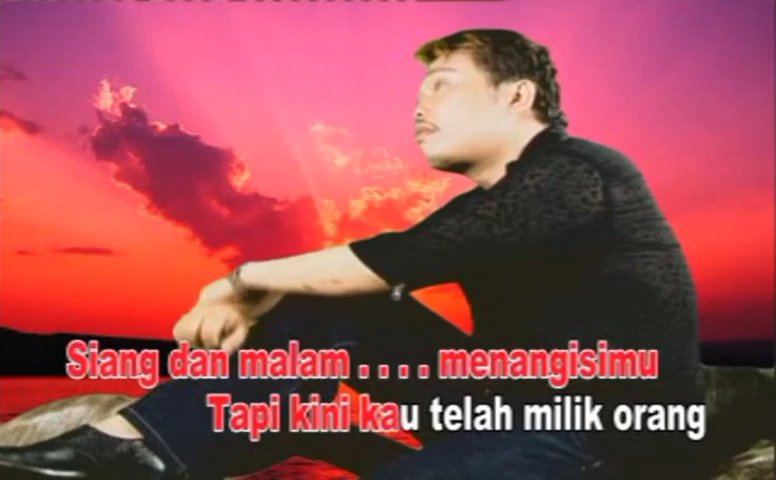 Siang dan malam . . . . menangisimu
Tapi kini kau telah milik orang